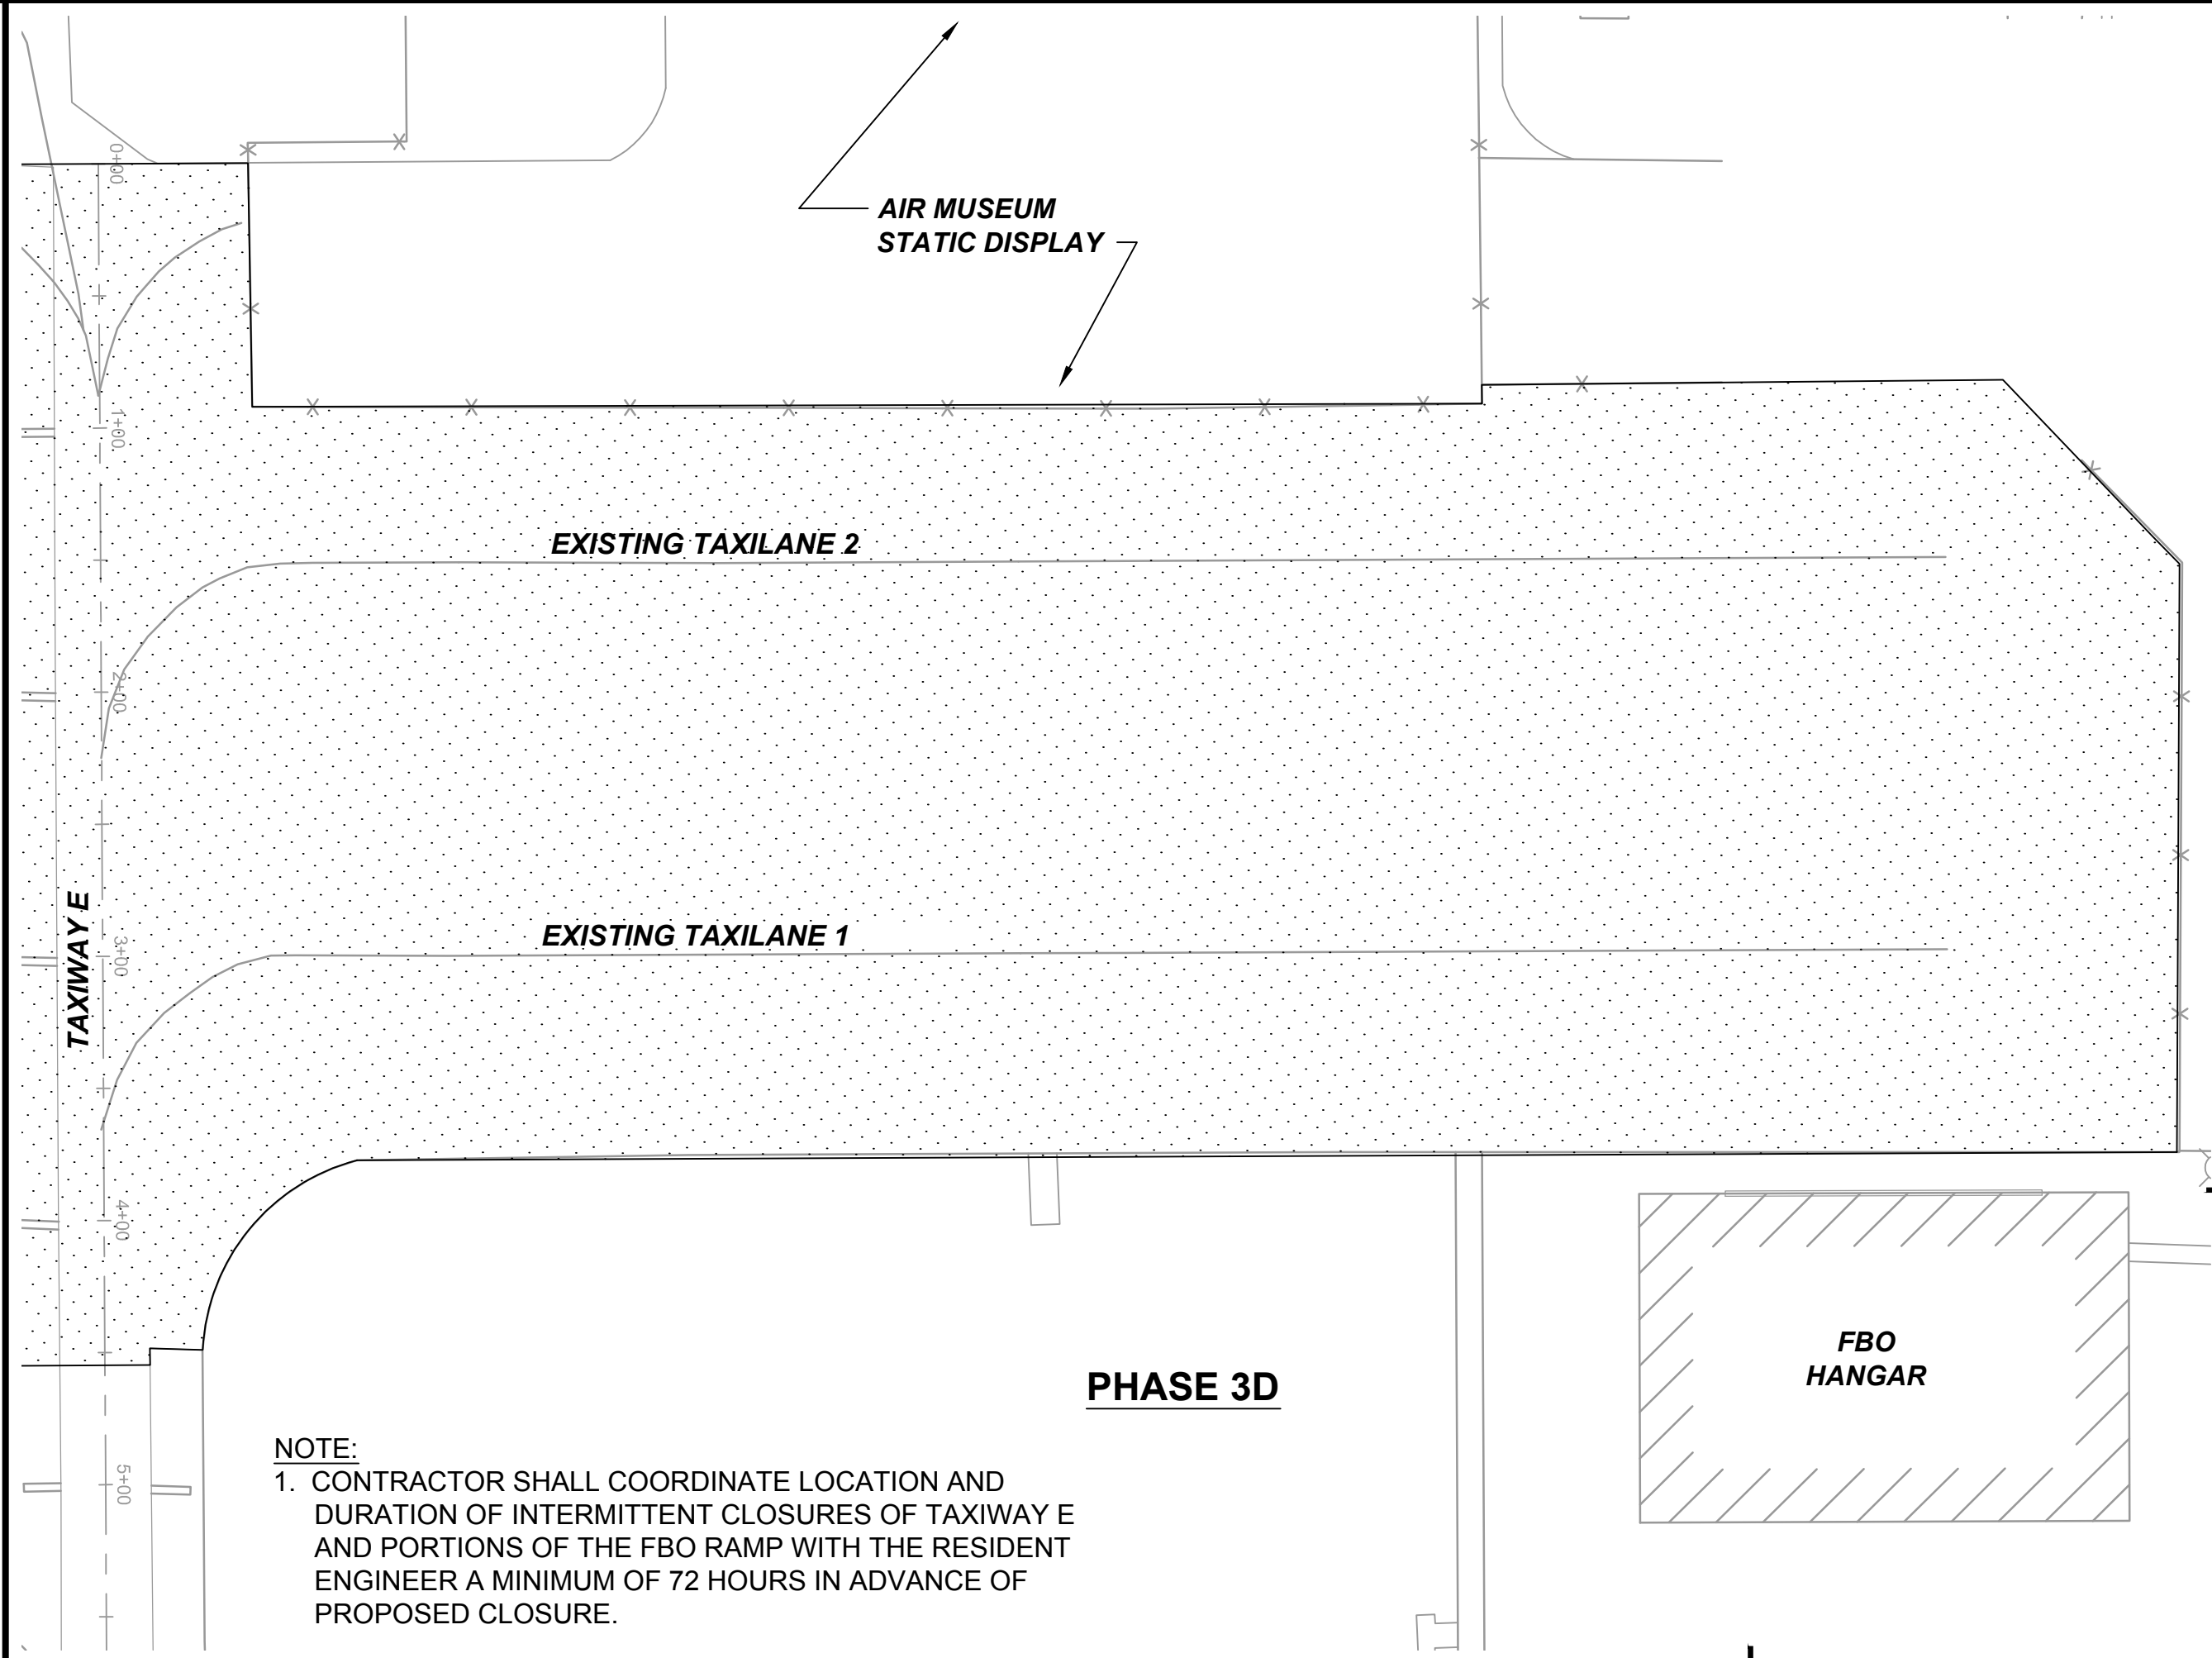 0+00
AIR MUSEUM
STATIC DISPLAY
1+00
EXISTING TAXILANE 2
2+00
TAXIWAY E
EXISTING TAXILANE 1
3+00
4+00
FBO
HANGAR
PHASE 3D
5+00
NOTE:
1. CONTRACTOR SHALL COORDINATE LOCATION AND
DURATION OF INTERMITTENT CLOSURES OF TAXIWAY E
AND PORTIONS OF THE FBO RAMP WITH THE RESIDENT
ENGINEER A MINIMUM OF 72 HOURS IN ADVANCE OF
PROPOSED CLOSURE.